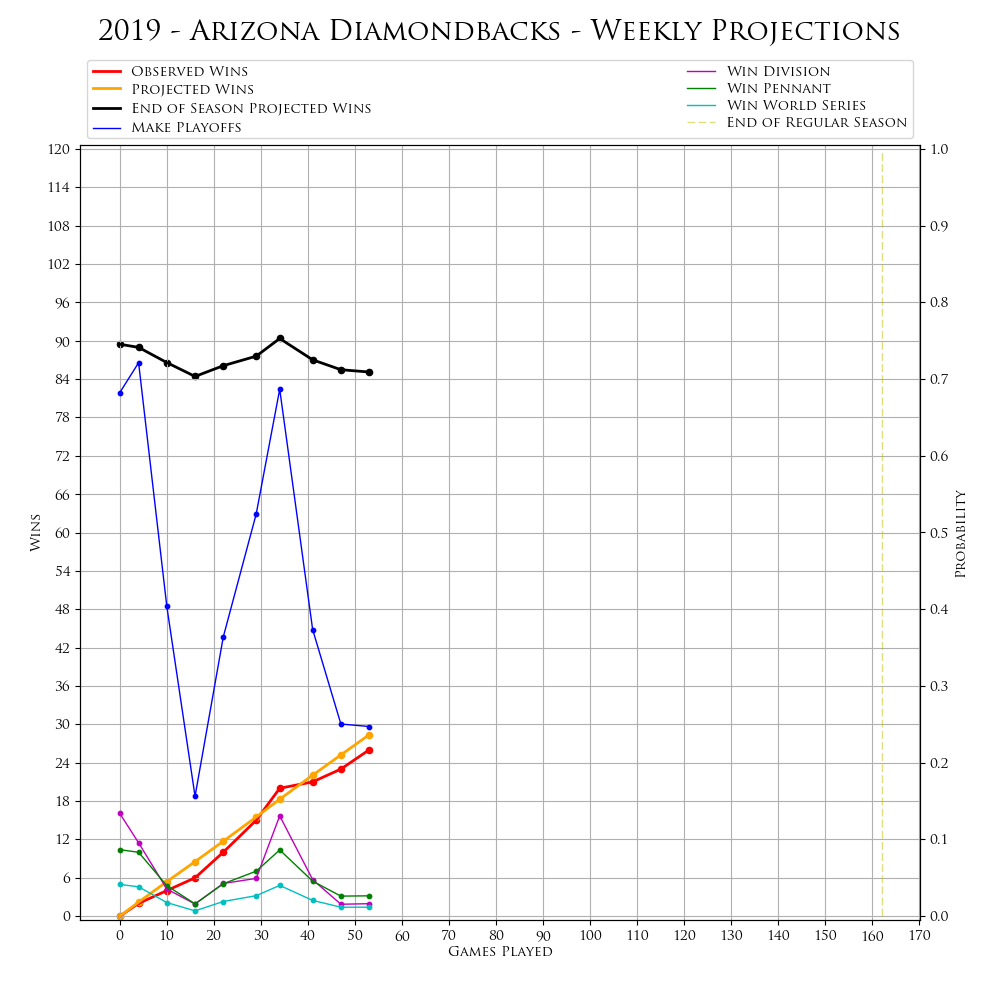 2019 - Arizona Diamondbacks - Weekly Projections
Observed Wins
Projected Wins
End of Season Projected Wins
Make Playoffs
Win Division
Win Pennant
Win World Series
End of Regular Season
120
114
108
102
96
90
84
78
72
66
60
54
48
42
36
30
24
18
12
6
0
Wins
1.0
0.9
0.8
0.7
0.6
0.5
0.4
0.3
0.2
0.1
0.0
Probability
0 10 20 30 40 50 60 70 80 90 100 110 120 130 140 150 160 170
Games Played